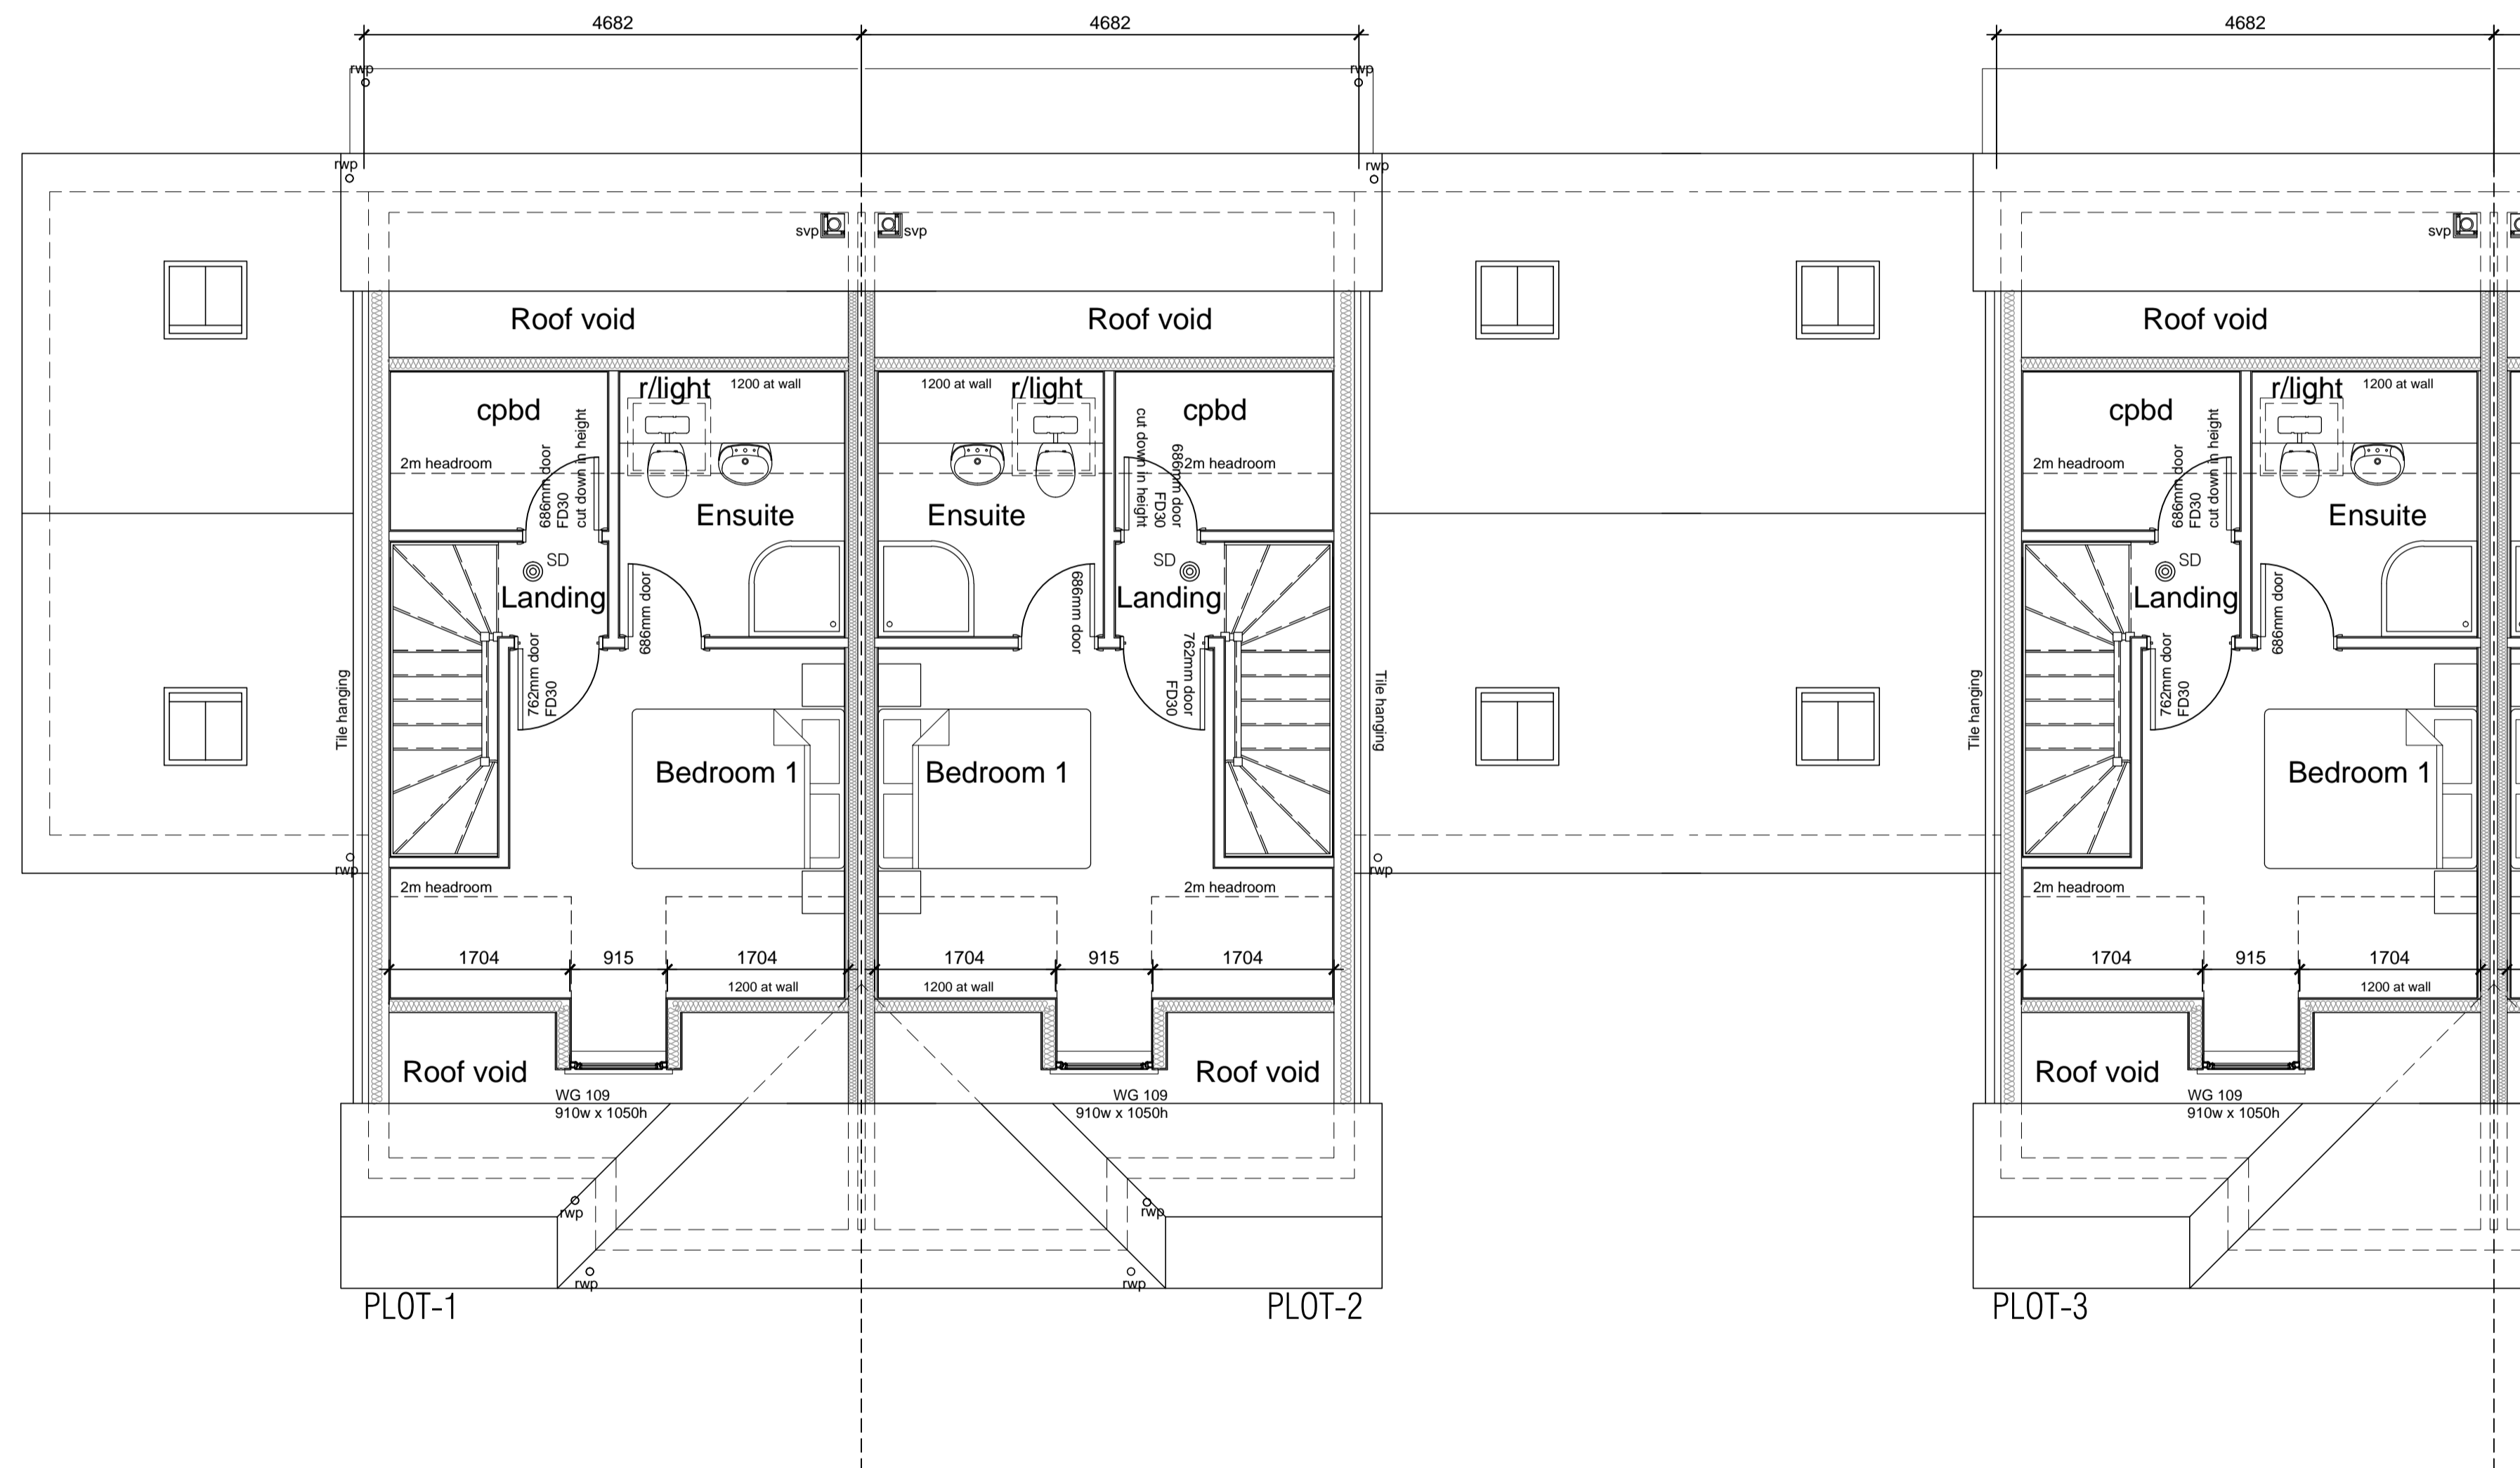 4682 4682 4682
rwp rwp
rwp rwp
svp svp svp
Roof void Roof void Roof void
cpbd r/light 1200 at wall 1200 at wall r/light cpbd cpbd r/light 1200 at wall
2m headroom 2m headroom 2m headroom
686mm door
FD30
cut down in height
686mm door
FD30
cut down in height
686mm door
FD30
cut down in height
Ensuite Ensuite Ensuite
SD SD SD
Landing Landing Landing
686mm door 686mm door 686mm door
762mm door
FD30
762mm door
FD30
762mm door
FD30
Tile hanging Tile hanging Tile hanging
Bedroom 1 Bedroom 1 Bedroom 1
rwp rwp
2m headroom 2m headroom 2m headroom
1704 915 1704 1704 915 1704 1704 915 1704
1200 at wall 1200 at wall 1200 at wall
Roof void Roof void Roof void
WG 109
910w x 1050h
WG 109
910w x 1050h
WG 109
910w x 1050h
rwp rwp
rwp rwp
PLOT-1 PLOT-2 PLOT-3